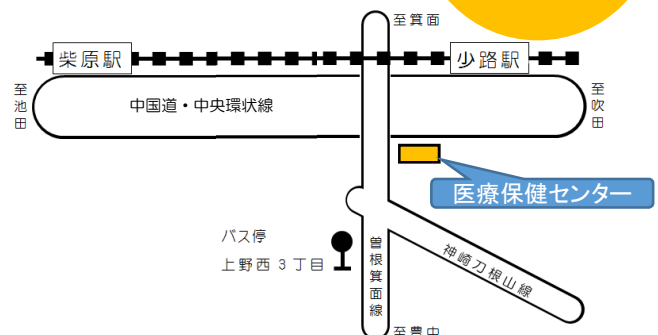 至箕面
柴原駅
少路駅
至池田
中国道・中央環状線
至吹田
医療保健センター
バス停
上野西３丁目
曽根箕面線
神崎刀根山線
至豊中